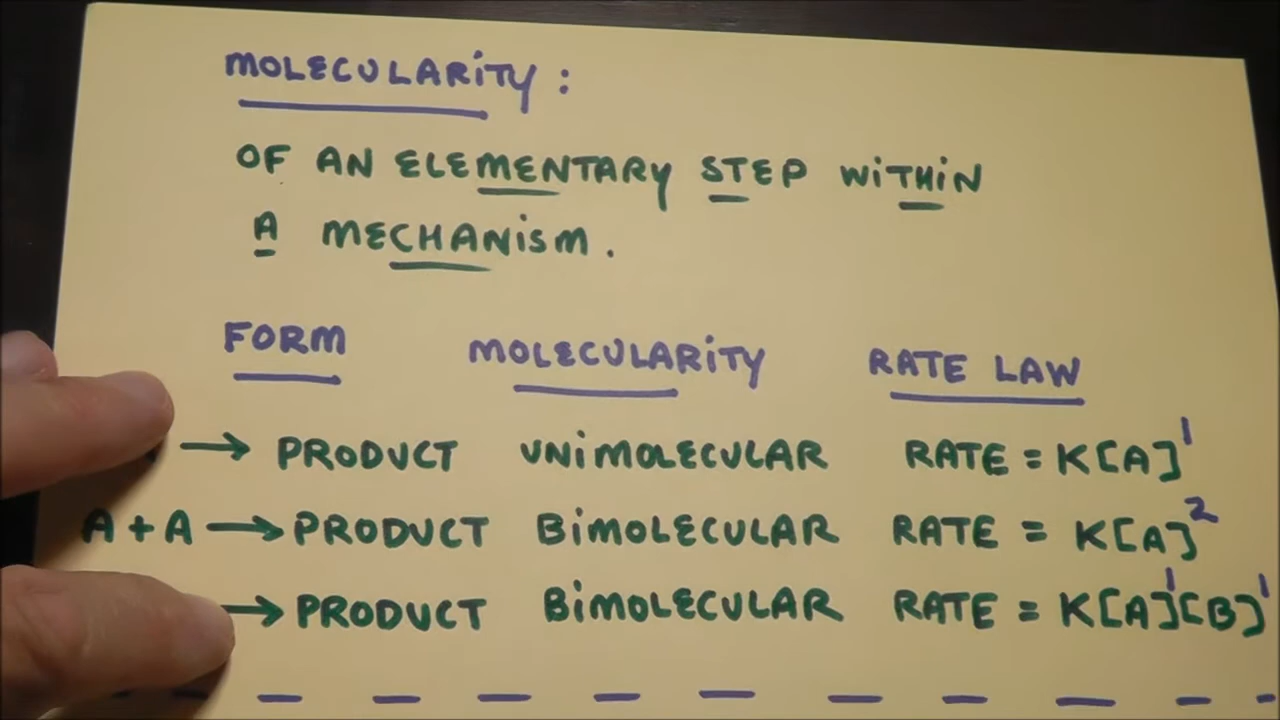 MOLECULARiTY :
OF AN ELEMENTARY STEP WiTHiN
A MECHANiSM .
FORM MOLECULARiTY RATE LAW
→ PRODUCT UNiMOLECULAR RATE = K[A]¹
A + A → PRODUCT BiMOLECULAR RATE = K[A]²
→ PRODUCT BiMOLECULAR RATE = K[A]¹[B]¹